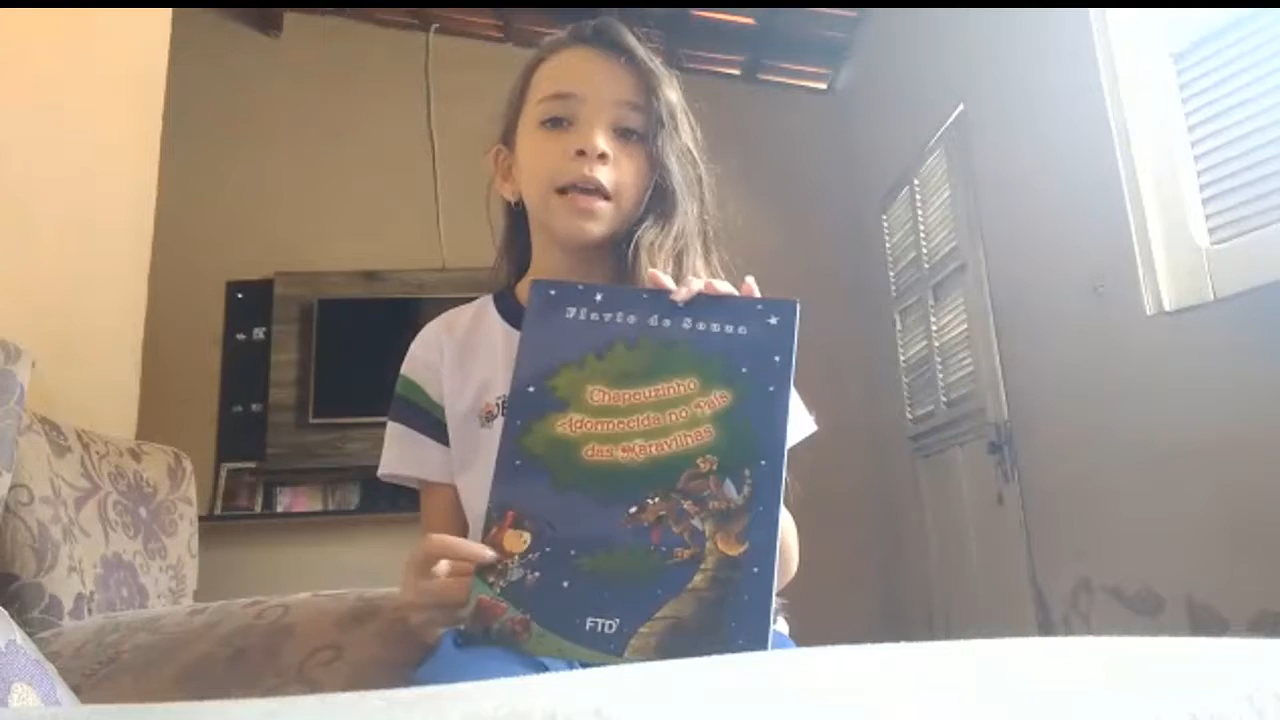 Flavio de Souza
Chapeuzinho
Adormecida no País
das Maravilhas
FTD